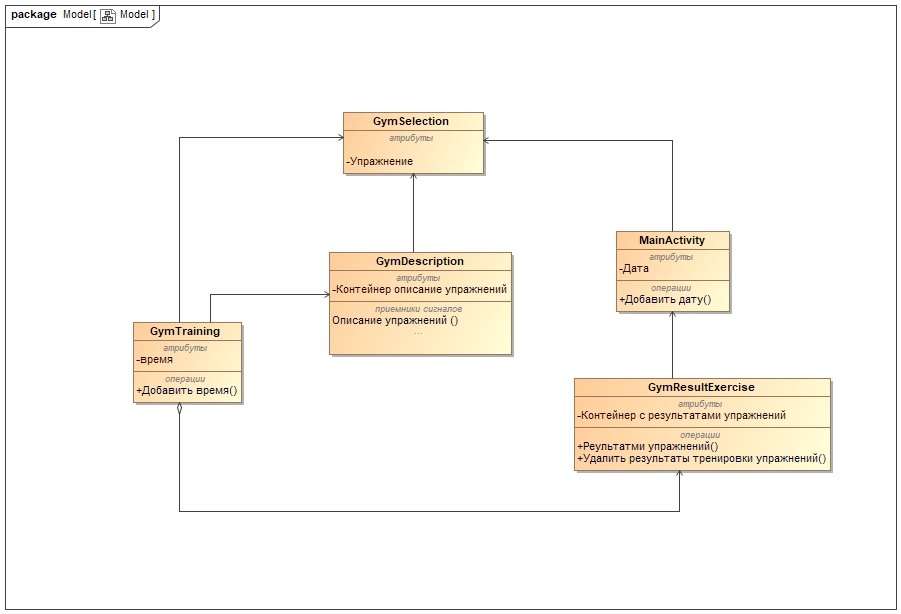 package Model[ Model ]
GymSelection
атрибуты
-Упражнение
MainActivity
атрибуты
-Дата
операции
+Добавить дату()
GymDescription
атрибуты
-Контейнер описание упражнений
приемники сигналов
Описание упражнений ()
...
GymTraining
атрибуты
-время
операции
+Добавить время()
GymResultExercise
атрибуты
-Контейнер с результатами упражнений
операции
+Реультатми упражнений()
+Удалить результаты тренировки упражнений()